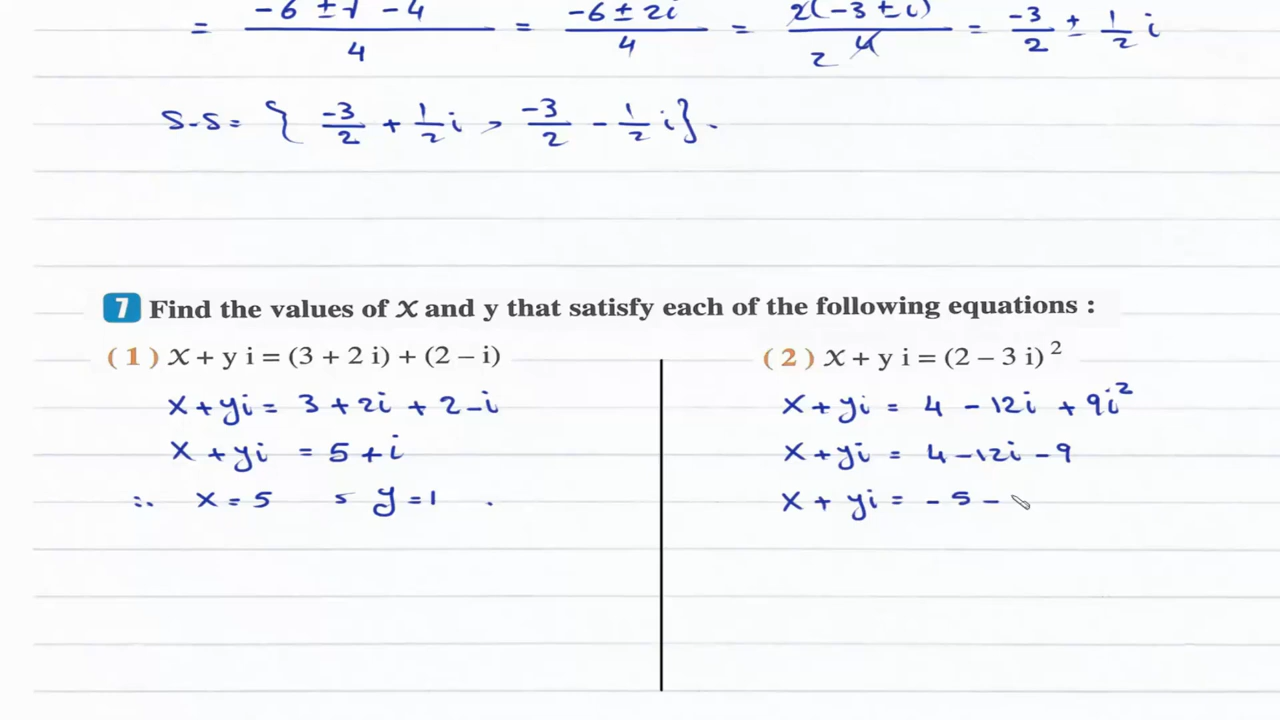 = (-6 ± √-4)/4 = (-6 ± 2i)/4 = 2(-3 ± i)/4 2 = -3/2 ± 1/2 i
S.S = { -3/2 + 1/2 i , -3/2 - 1/2 i } .
7 Find the values of X and y that satisfy each of the following equations :
( 1 ) X + y i = (3 + 2 i) + (2 – i)
x + yi = 3 + 2i + 2 - i
x + yi = 5 + i
∴ x = 5 , y = 1 .
( 2 ) X + y i = (2 – 3 i)²
x + yi = 4 - 12i + 9i²
x + yi = 4 - 12i - 9
x + yi = - 5 -